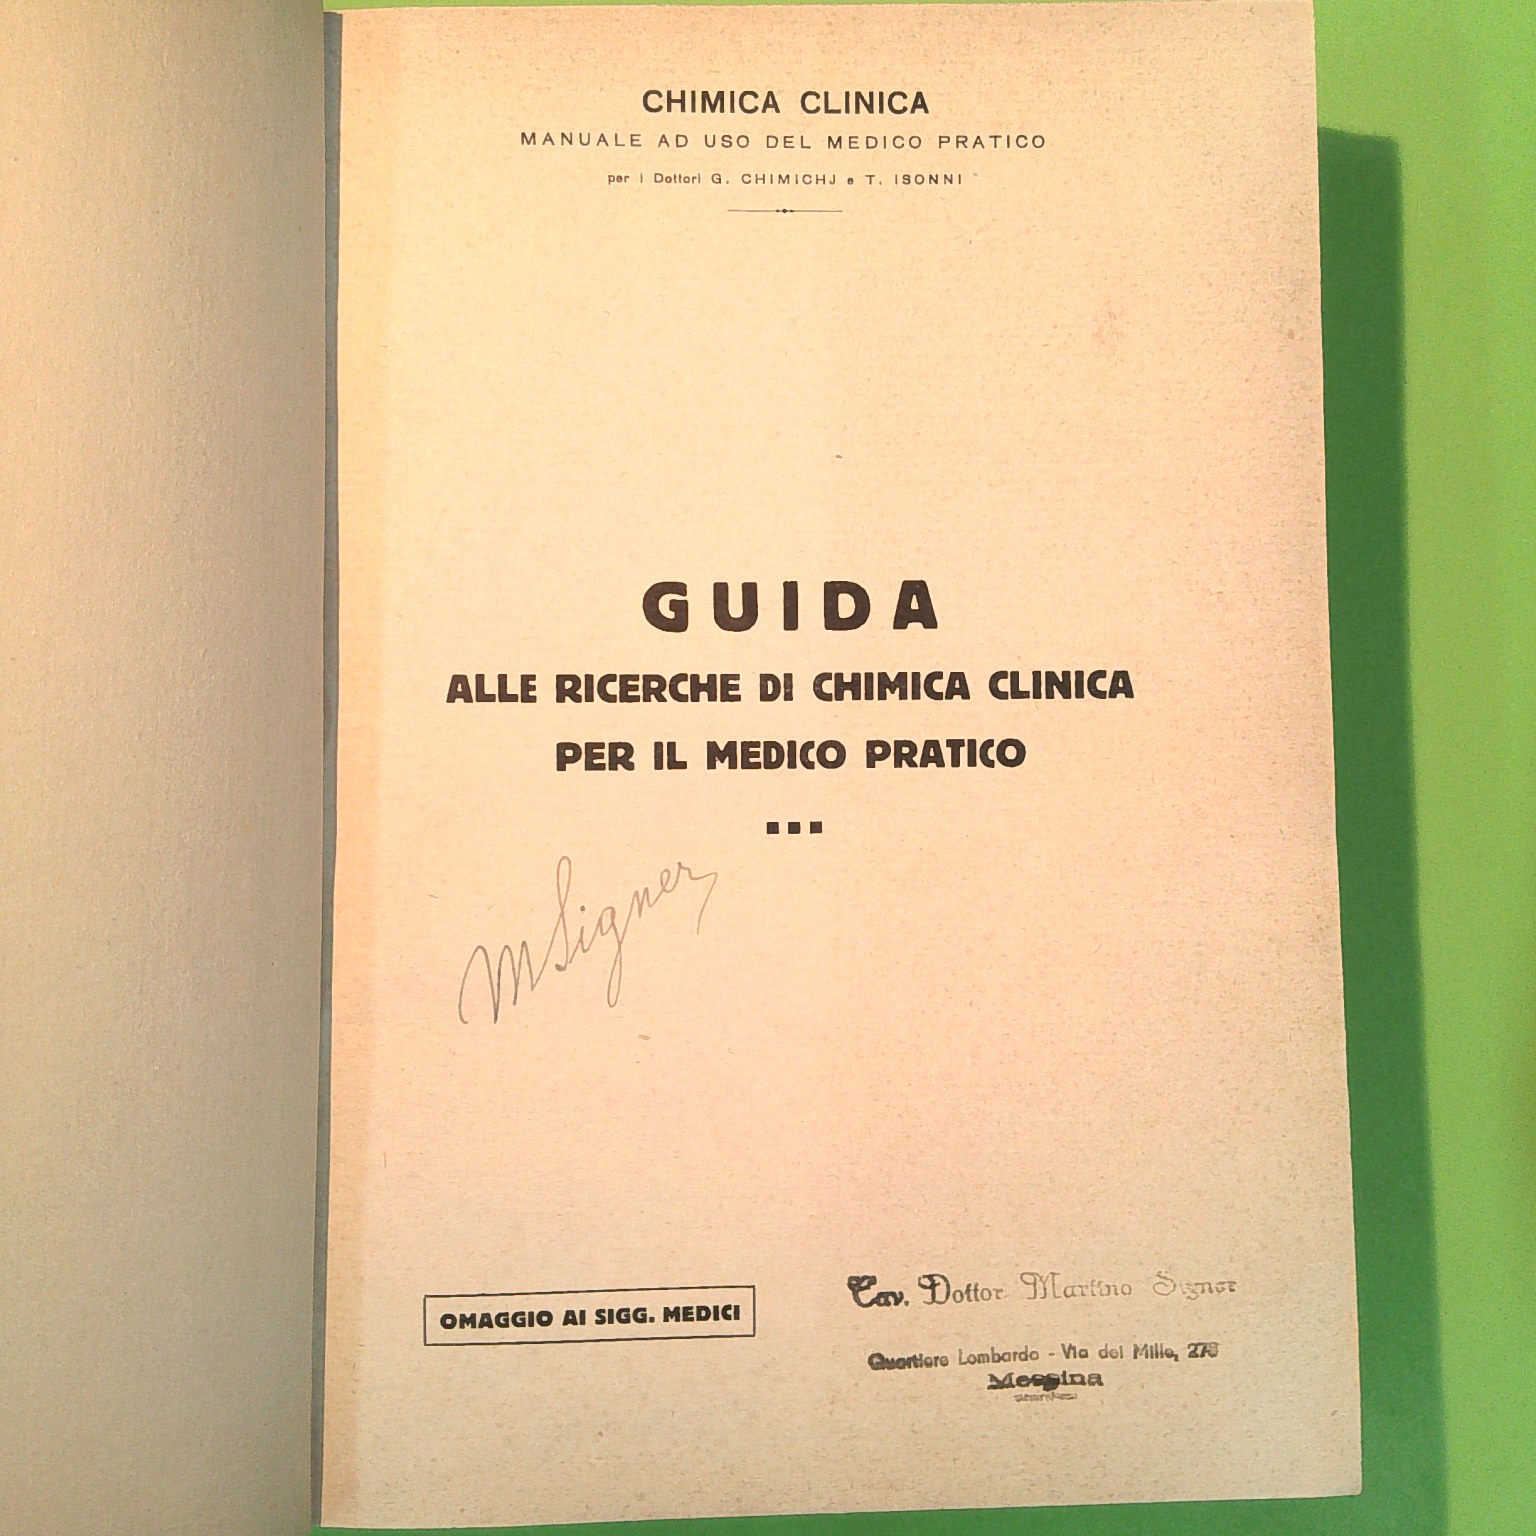 CHIMICA CLINICA
MANUALE AD USO DEL MEDICO PRATICO
per i Dottori G. CHIMICHJ e T. ISONNI
GUIDA
ALLE RICERCHE DI CHIMICA CLINICA
PER IL MEDICO PRATICO
M Signer
OMAGGIO AI SIGG. MEDICI
Cav. Dottor Martino Signer
Quartiere Lombardo - Via dei Mille,
Messina